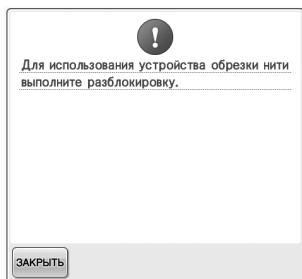 Для использования устройства обрезки нити
выполните разблокировку.
ЗАКРЫТЬ